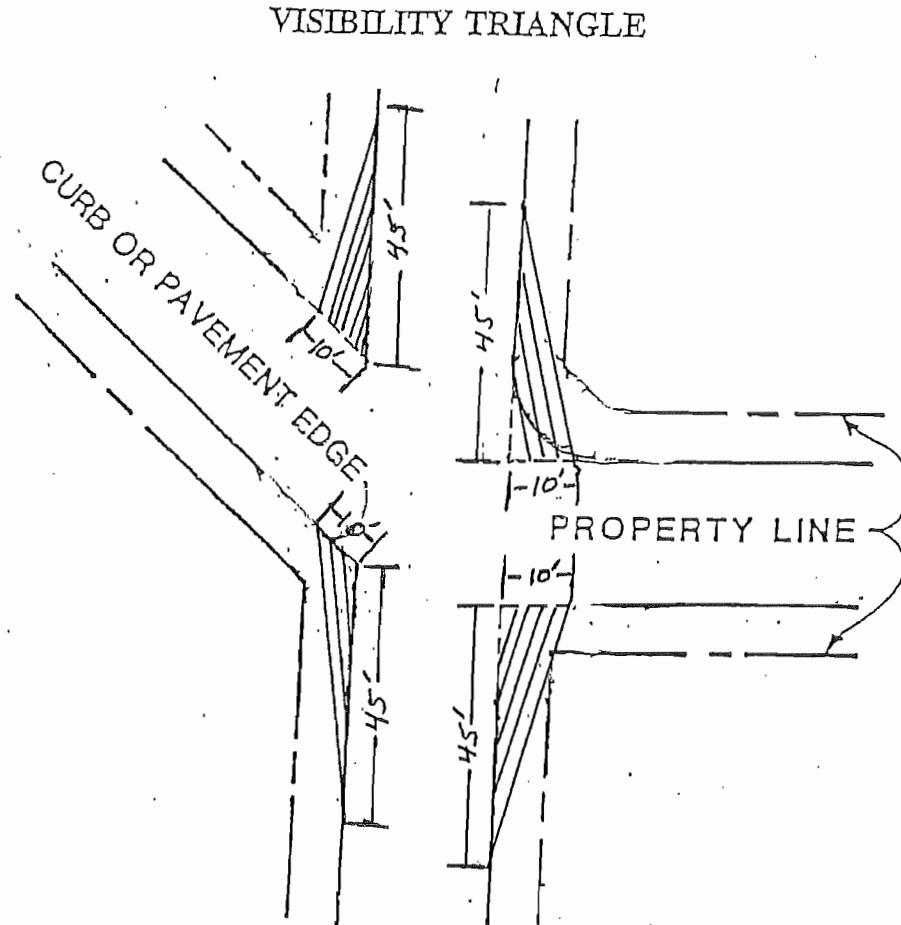 VISIBILITY TRIANGLE
CURB OR PAVEMENT EDGE
45'
45'
10'
10'
10'
PROPERTY LINE
10'
45'
45'